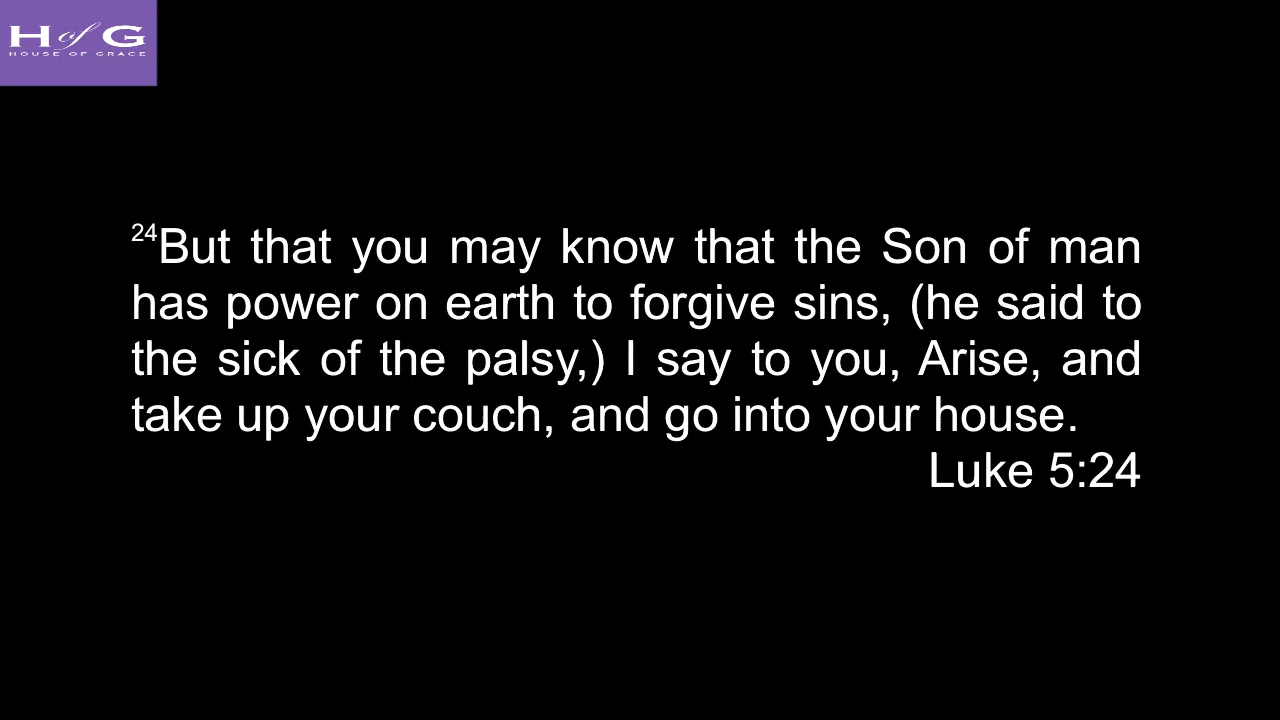 H of G
HOUSE OF GRACE
24But that you may know that the Son of man
has power on earth to forgive sins, (he said to
the sick of the palsy,) I say to you, Arise, and
take up your couch, and go into your house.
Luke 5:24